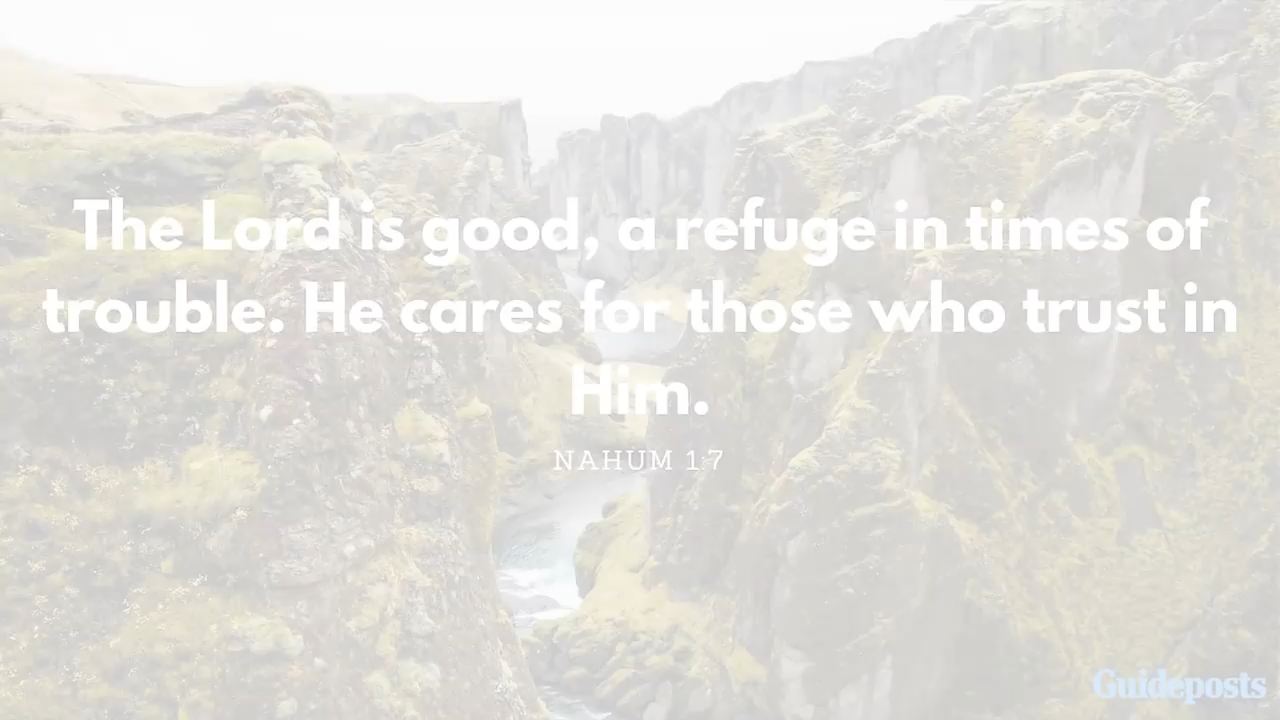 The Lord is good, a refuge in times of
trouble. He cares for those who trust in
Him.
NAHUM 1:7
Guideposts